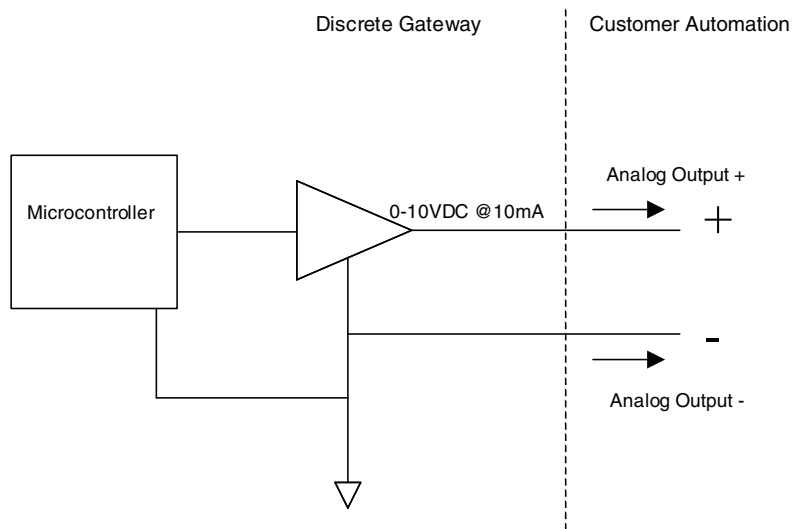 Discrete Gateway
Customer Automation
Microcontroller
0-10VDC @10mA
Analog Output +
+
-
Analog Output -